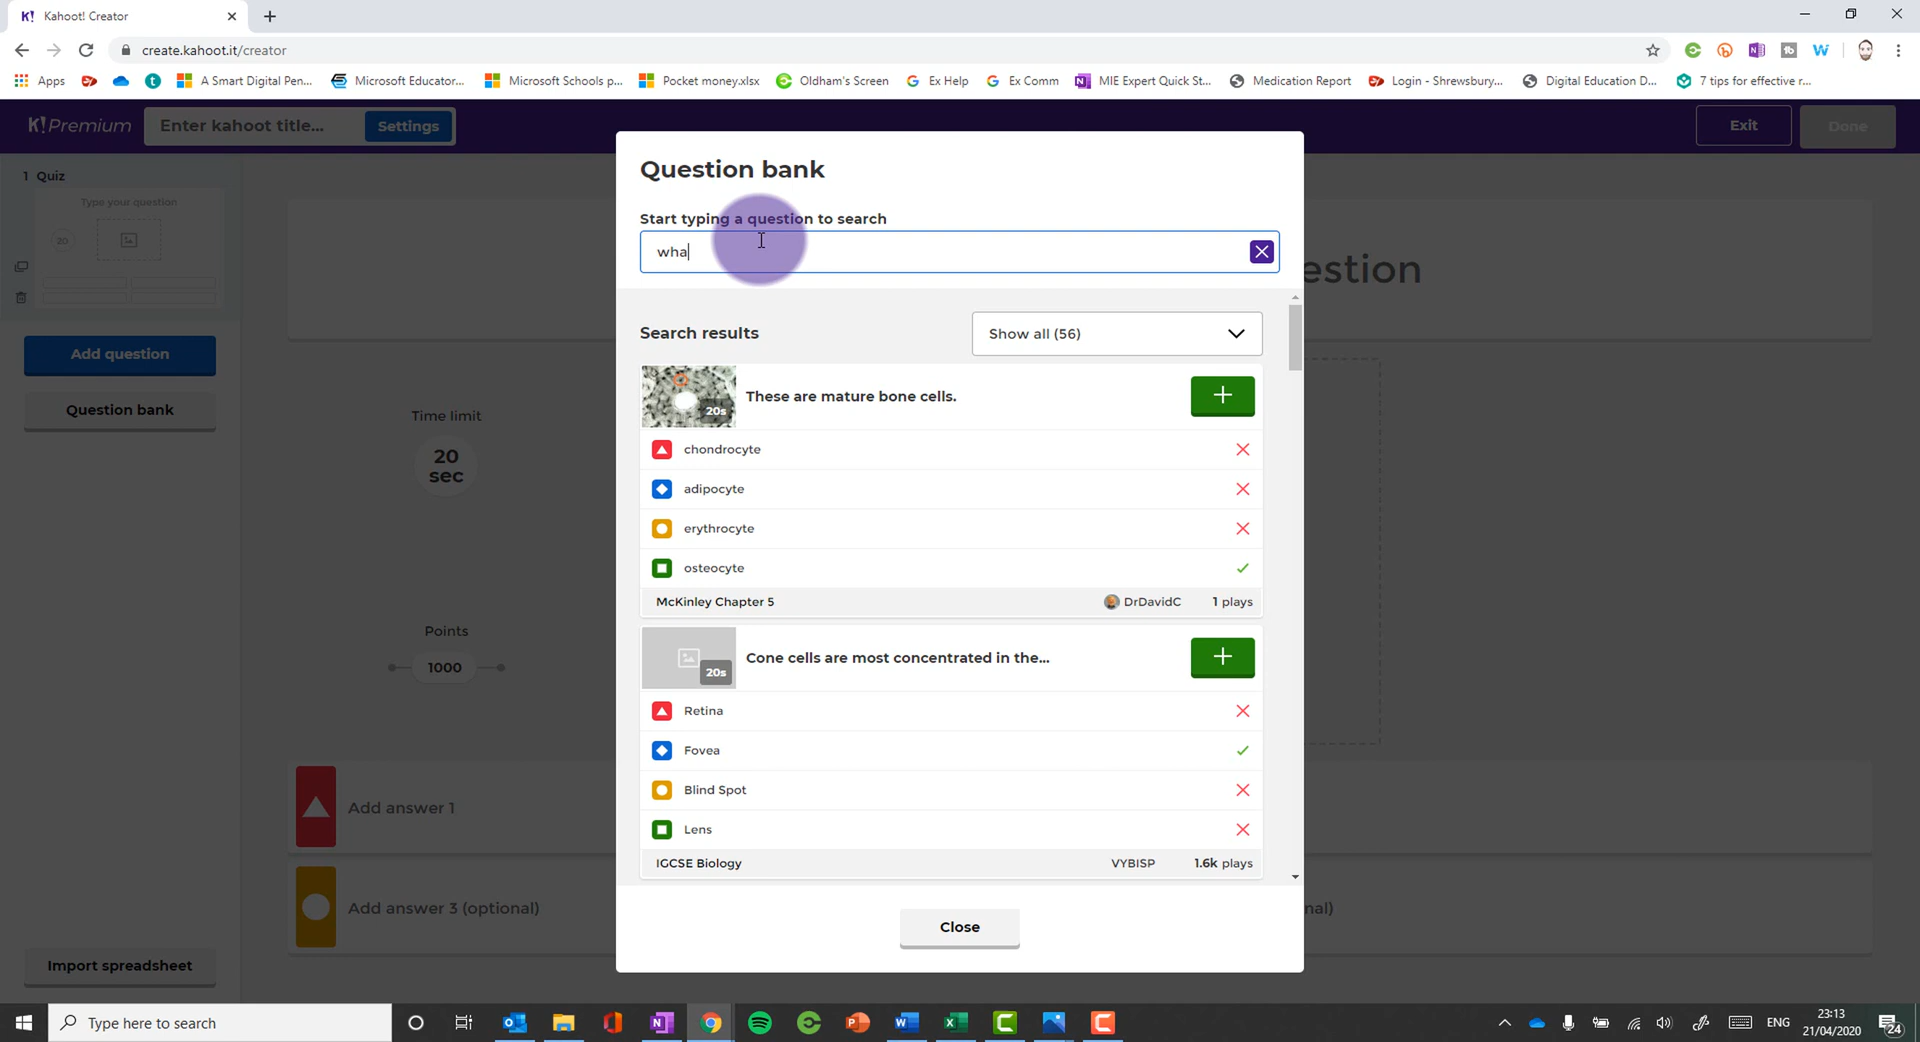 Kahoot! Creator
create.kahoot.it/creator
Apps
A Smart Digital Pen...
Microsoft Educator...
Microsoft Schools p...
Pocket money.xlsx
Oldham's Screen
Ex Help
Ex Comm
MIE Expert Quick St...
Medication Report
Login - Shrewsbury...
Digital Education D...
7 tips for effective r...
K! Premium
Enter kahoot title...
Settings
Exit
Done
1 Quiz
Type your question
20
Add question
Question bank
Import spreadsheet
Time limit
20
sec
Points
1000
estion
Add answer 1
Add answer 3 (optional)
nal)
Question bank
Start typing a question to search
wha
Search results
Show all (56)
20s
These are mature bone cells.
chondrocyte
adipocyte
erythrocyte
osteocyte
McKinley Chapter 5
DrDavidC
1 plays
20s
Cone cells are most concentrated in the...
Retina
Fovea
Blind Spot
Lens
IGCSE Biology
VYBISP
1.6k plays
Close
Type here to search
ENG
23:13
21/04/2020
24